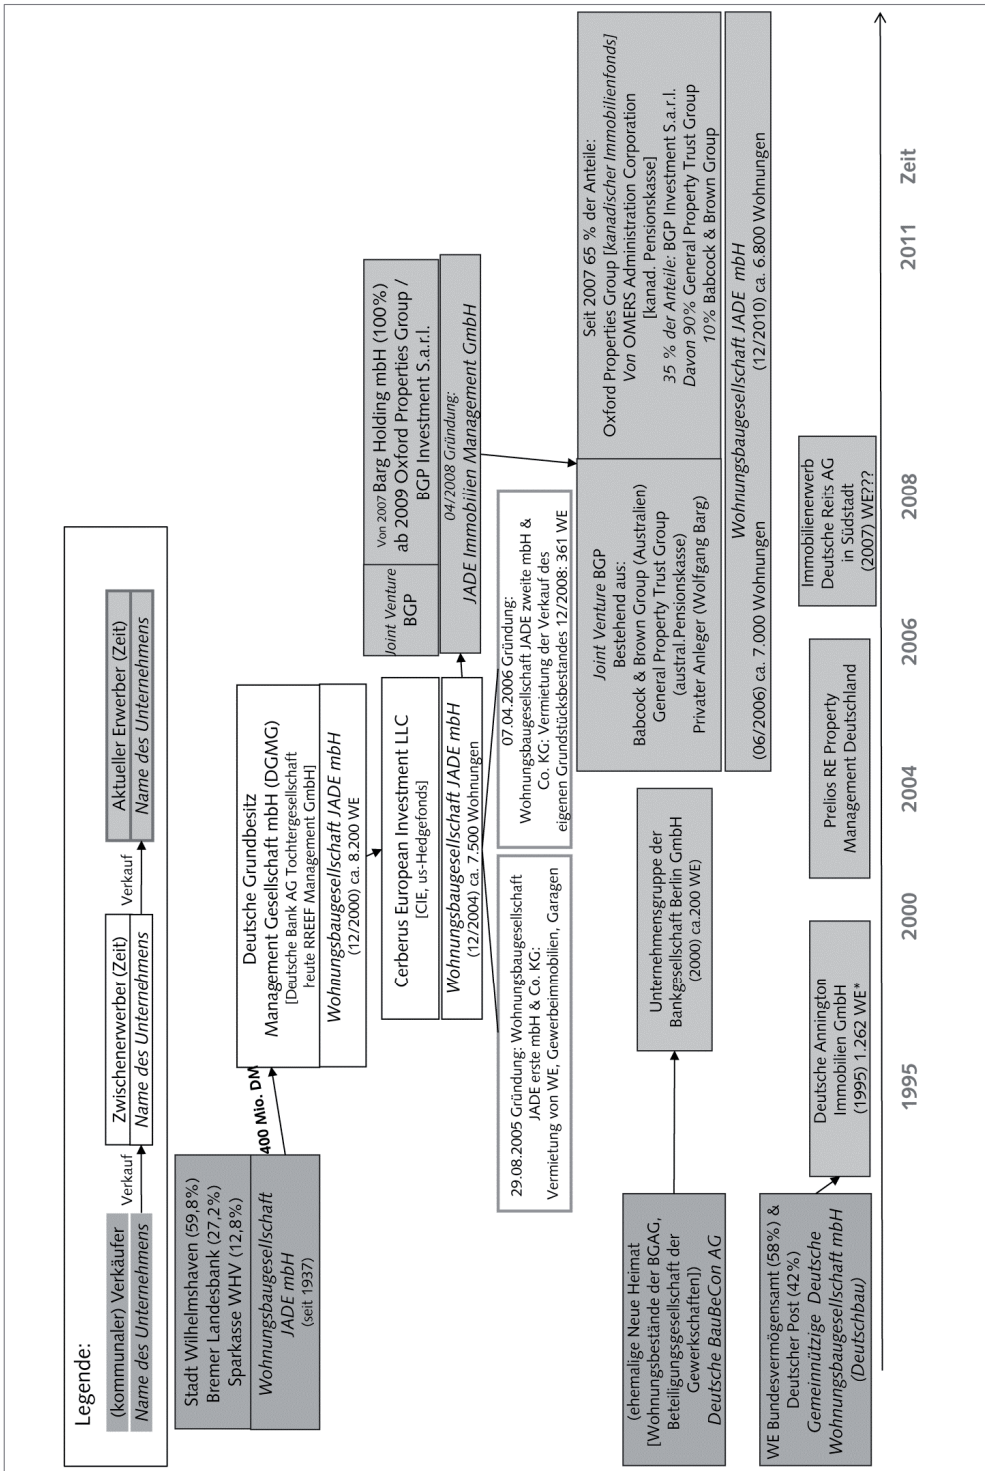 Legende:
(kommunaler) Verkäufer
Name des Unternehmens
Verkauf
Zwischenerwerber (Zeit)
Name des Unternehmens
Verkauf
Aktueller Erwerber (Zeit)
Name des Unternehmens
Stadt Wilhelmshaven (59,8%)
Bremer Landesbank (27,2%)
Sparkasse WHV (12,8%)
Wohnungsbaugesellschaft
JADE mbH
(seit 1937)
400 Mio. DM
Deutsche Grundbesitz
Management Gesellschaft mbH (DGMG)
[Deutsche Bank AG Tochtergesellschaft
heute RREEF Management GmbH]
Wohnungsbaugesellschaft JADE mbH
(12/2000) ca. 8.200 WE
Cerberus European Investment LLC
[CIE, us-Hedgefonds]
Wohnungsbaugesellschaft JADE mbH
(12/2004) ca. 7.500 Wohnungen
Joint Venture
BGP
Von 2007 Barg Holding mbH (100%)
ab 2009 Oxford Properties Group /
BGP Investment S.a.r.l.
04/2008 Gründung:
JADE Immobilien Management GmbH
29.08.2005 Gründung: Wohnungsbaugesellschaft
JADE erste mbH & Co. KG:
Vermietung von WE, Gewerbeimmobilien, Garagen
07.04.2006 Gründung:
Wohnungsbaugesellschaft JADE zweite mbH &
Co. KG: Vermietung der Verkauf des
eigenen Grundstücksbestandes 12/2008: 361 WE
Joint Venture BGP
Bestehend aus:
Babcock & Brown Group (Australien)
General Property Trust Group
(austral.Pensionskasse)
Privater Anleger (Wolfgang Barg)
Seit 2007 65 % der Anteile:
Oxford Properties Group [kanadischer Immobilienfonds]
Von OMERS Administration Corporation
[kanad. Pensionskasse]
35 % der Anteile: BGP Investment S.a.r.l.
Davon 90% General Property Trust Group
10% Babcock & Brown Group
Wohnungsbaugesellschaft JADE mbH
(06/2006) ca. 7.000 Wohnungen
(12/2010) ca. 6.800 Wohnungen
(ehemalige Neue Heimat
[Wohnungsbestände der BGAG,
Beteiligungsgesellschaft der
Gewerkschaften])
Deutsche BauBeCon AG
Unternehmensgruppe der
Bankgesellschaft Berlin GmbH
(2000) ca.200 WE)
WE Bundesvermögensamt (58%) &
Deutscher Post (42%)
Gemeinnützige Deutsche
Wohnungsbaugesellschaft mbH
(Deutschbau)
Deutsche Annington
Immobilien GmbH
(1995) 1.262 WE*
Prelios RE Property
Management Deutschland
Immobilienerwerb
Deutsche Reits AG
in Südstadt
(2007) WE???
1995
2000
2004
2006
2008
2011
Zeit